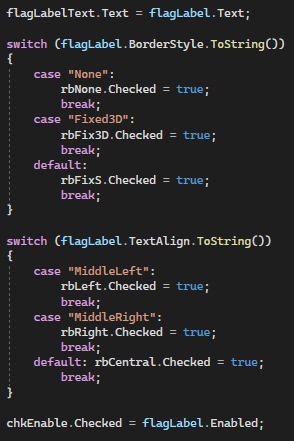 flagLabelText.Text = flagLabel.Text;
switch (flagLabel.BorderStyle.ToString())
{
case "None":
rbNone.Checked = true;
break;
case "Fixed3D":
rbFix3D.Checked = true;
break;
default:
rbFixS.Checked = true;
break;
}
switch (flagLabel.TextAlign.ToString())
{
case "MiddleLeft":
rbLeft.Checked = true;
break;
case "MiddleRight":
rbRight.Checked = true;
break;
default: rbCentral.Checked = true;
break;
}
chkEnable.Checked = flagLabel.Enabled;